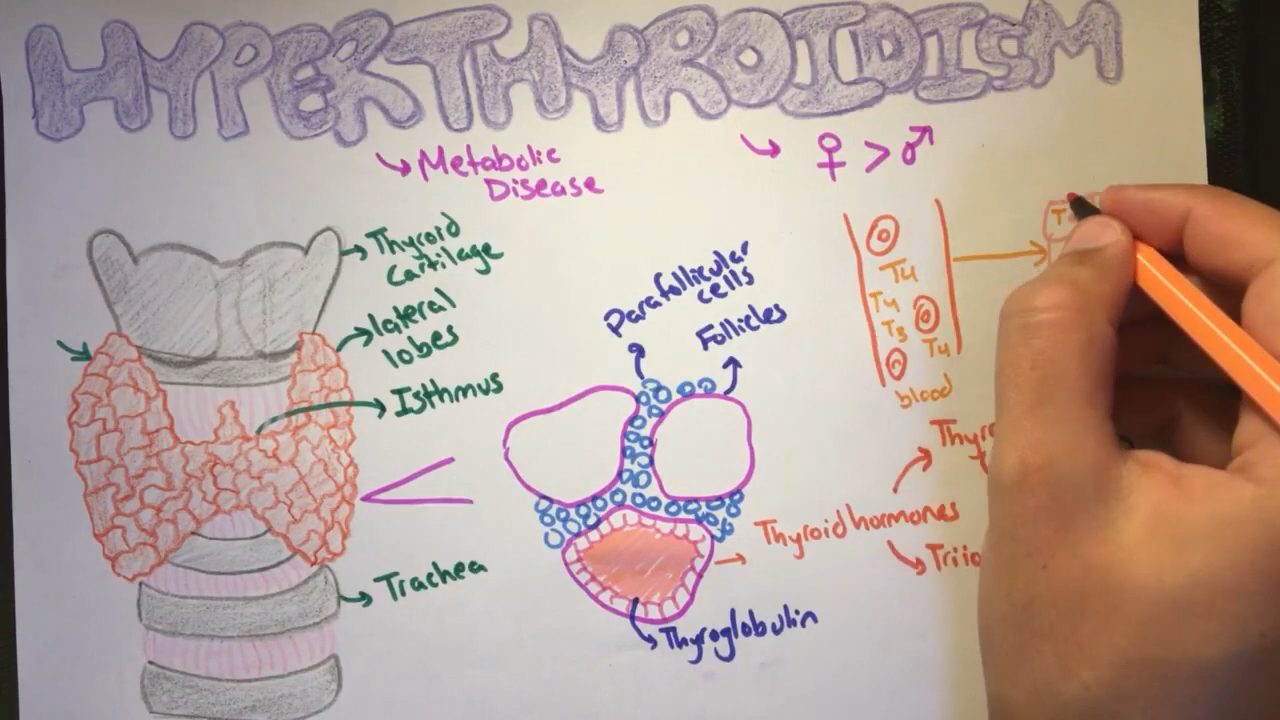 HYPERTHYROIDISM
Metabolic
Disease
♀ > ♂
Thyroid
cartilage
lateral
lobes
Isthmus
Trachea
Parafollicular
cells
Follicles
Thyroglobulin
T4
T4
T3
T4
blood
T
Thyroid hormones